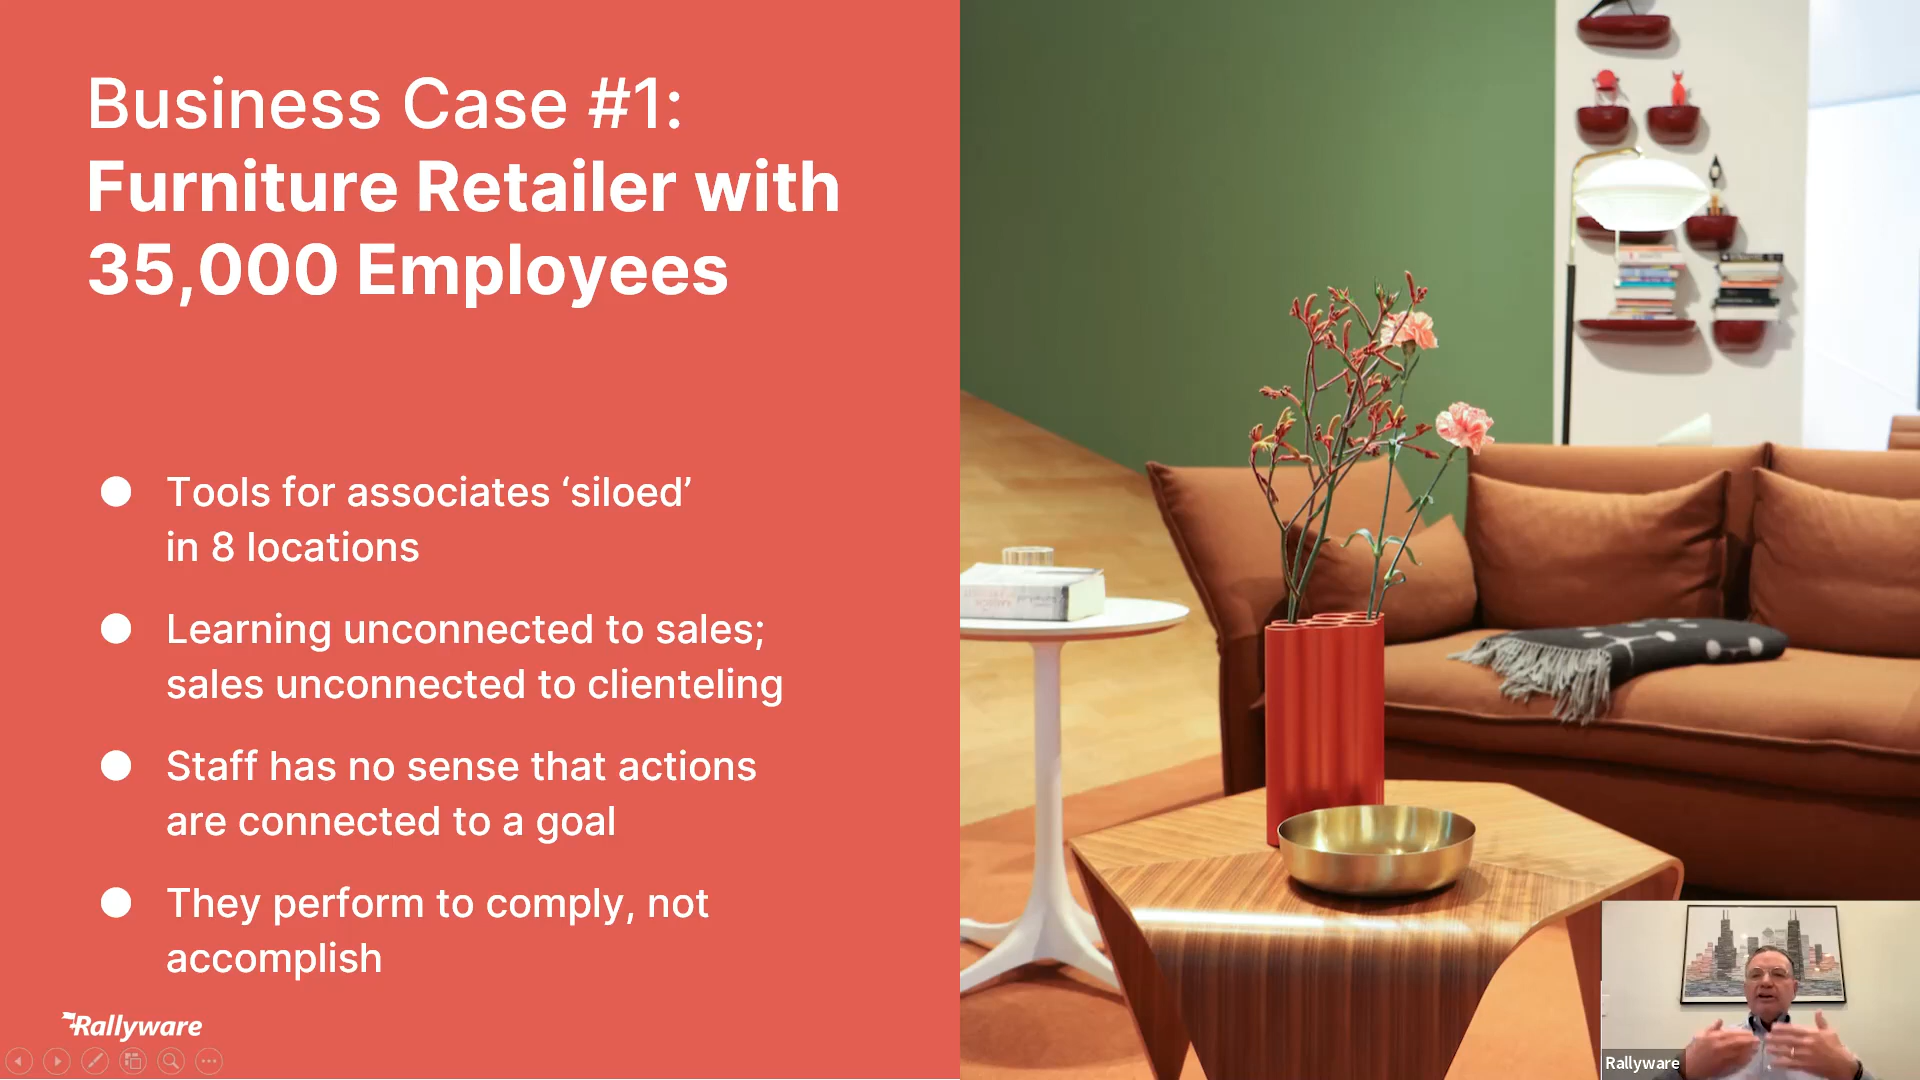 Business Case #1:
Furniture Retailer with
35,000 Employees
● Tools for associates ‘siloed’
in 8 locations
● Learning unconnected to sales;
sales unconnected to clienteling
● Staff has no sense that actions
are connected to a goal
● They perform to comply, not
accomplish
Rallyware
Rallyware